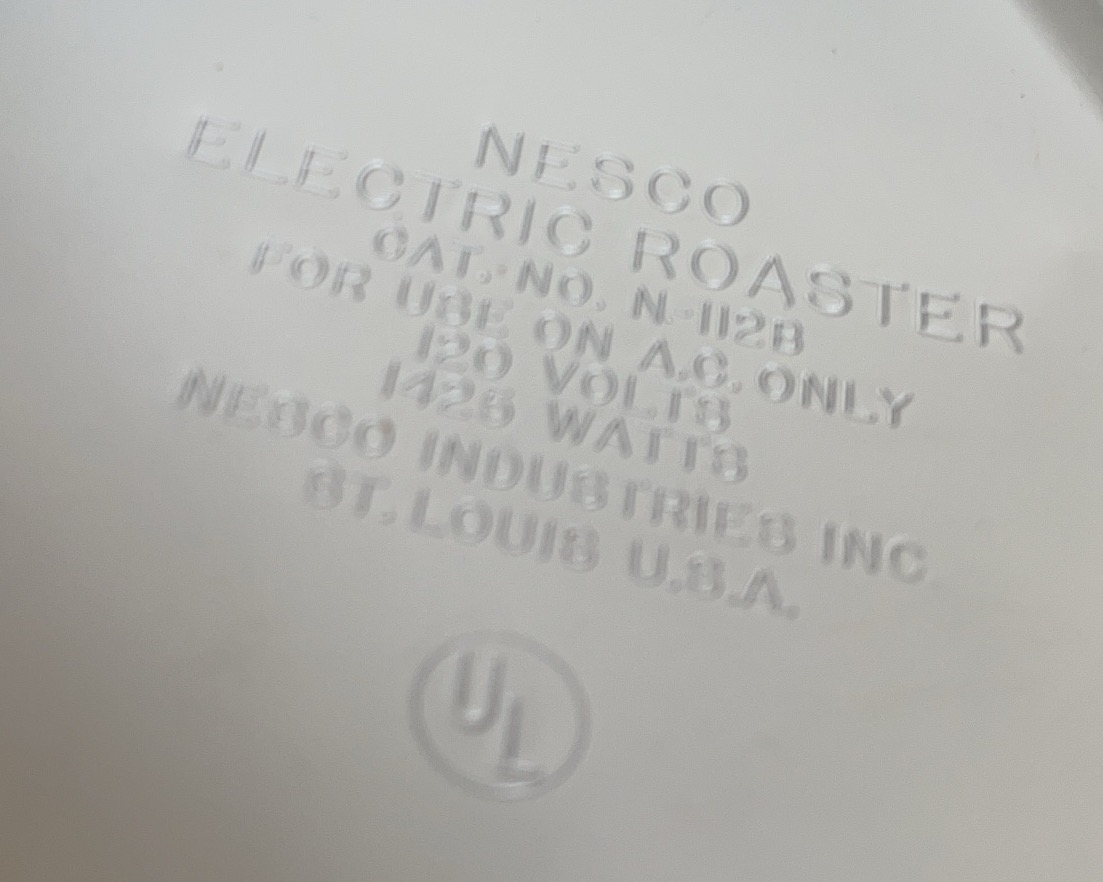 NESCO
ELECTRIC ROASTER
CAT. NO. N-112B
FOR USE ON A.C. ONLY
120 VOLTS
1425 WATTS
NESCO INDUSTRIES INC
ST. LOUIS U.S.A.
UL